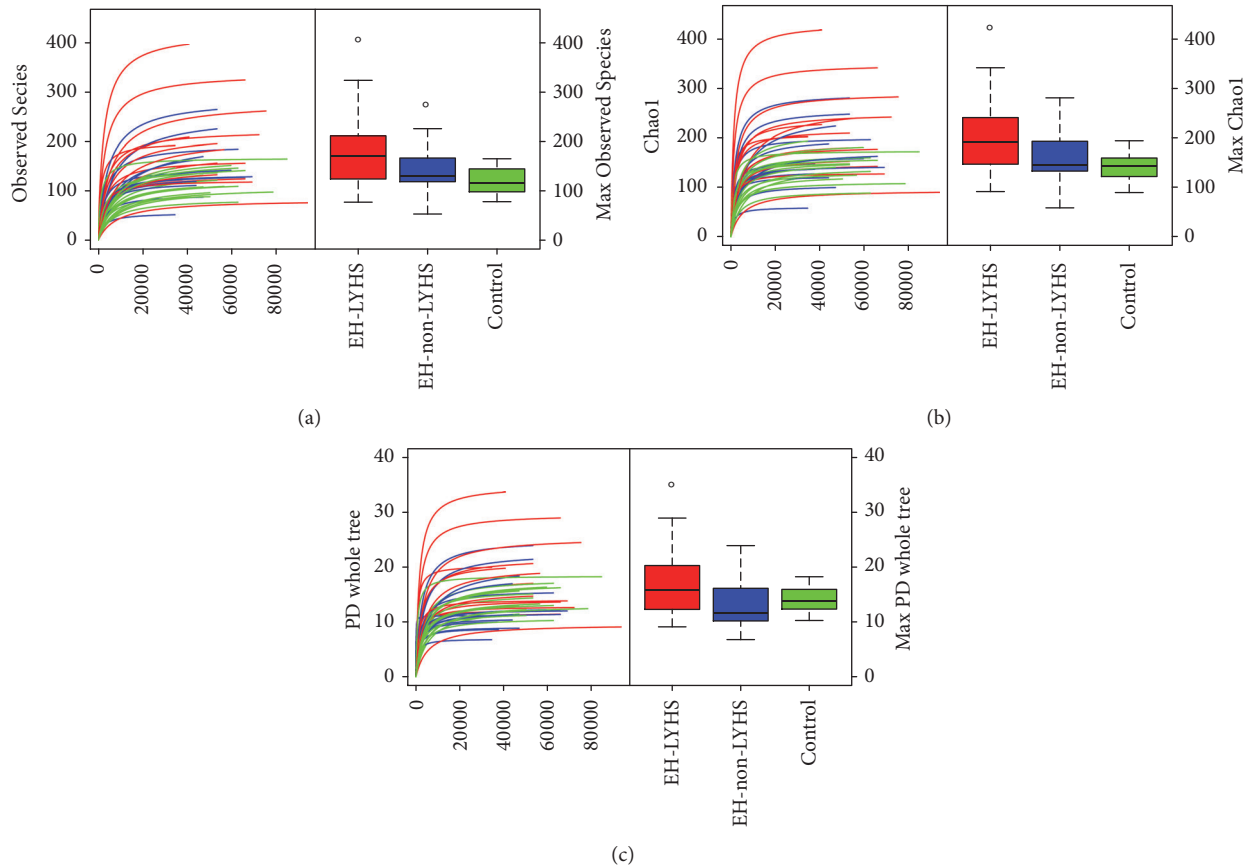 Observed Secies
400
300
200
100
0
0
20000
40000
60000
80000
EH-LYHS
EH-non-LYHS
Control
400
300
200
100
0
Max Observed Species
(a)
Chao1
400
300
200
100
0
0
20000
40000
60000
80000
EH-LYHS
EH-non-LYHS
Control
400
300
200
100
0
Max Chao1
(b)
PD whole tree
40
30
20
10
0
0
20000
40000
60000
80000
EH-LYHS
EH-non-LYHS
Control
40
30
20
10
0
Max PD whole tree
(c)